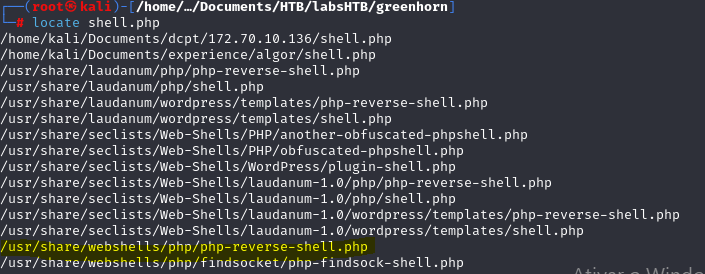 ┌──(root㉿kali)-[/home/…/Documents/HTB/labsHTB/greenhorn]
└─# locate shell.php
/home/kali/Documents/dcpt/172.70.10.136/shell.php
/home/kali/Documents/experience/algor/shell.php
/usr/share/laudanum/php/php-reverse-shell.php
/usr/share/laudanum/php/shell.php
/usr/share/laudanum/wordpress/templates/php-reverse-shell.php
/usr/share/laudanum/wordpress/templates/shell.php
/usr/share/seclists/Web-Shells/PHP/another-obfuscated-phpshell.php
/usr/share/seclists/Web-Shells/PHP/obfuscated-phpshell.php
/usr/share/seclists/Web-Shells/WordPress/plugin-shell.php
/usr/share/seclists/Web-Shells/laudanum-1.0/php/php-reverse-shell.php
/usr/share/seclists/Web-Shells/laudanum-1.0/php/shell.php
/usr/share/seclists/Web-Shells/laudanum-1.0/wordpress/templates/php-reverse-shell.php
/usr/share/seclists/Web-Shells/laudanum-1.0/wordpress/templates/shell.php
/usr/share/webshells/php/php-reverse-shell.php
/usr/share/webshells/php/findsocket/php-findsock-shell.php
Ativar o Windo